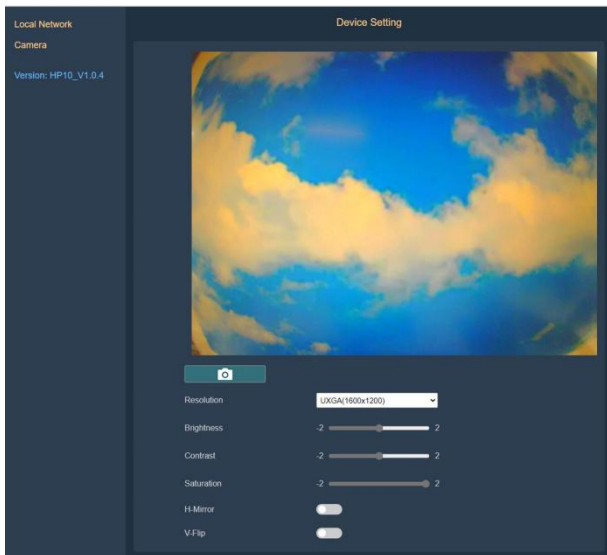 Local Network
Camera
Version: HP10_V1.0.4
Device Setting
Resolution UXGA(1600x1200)
Brightness -2 2
Contrast -2 2
Saturation -2 2
H-Mirror
V-Flip